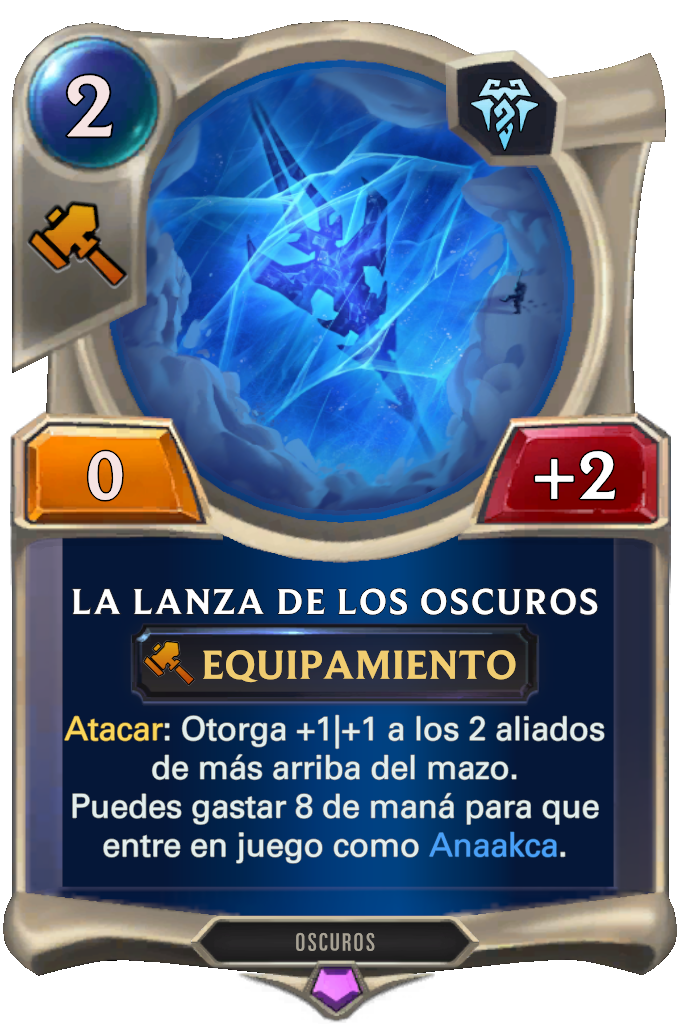 2
0
+2
LA LANZA DE LOS OSCUROS
EQUIPAMIENTO
Atacar: Otorga +1|+1 a los 2 aliados
de más arriba del mazo.
Puedes gastar 8 de maná para que
entre en juego como Anaakca.
OSCUROS